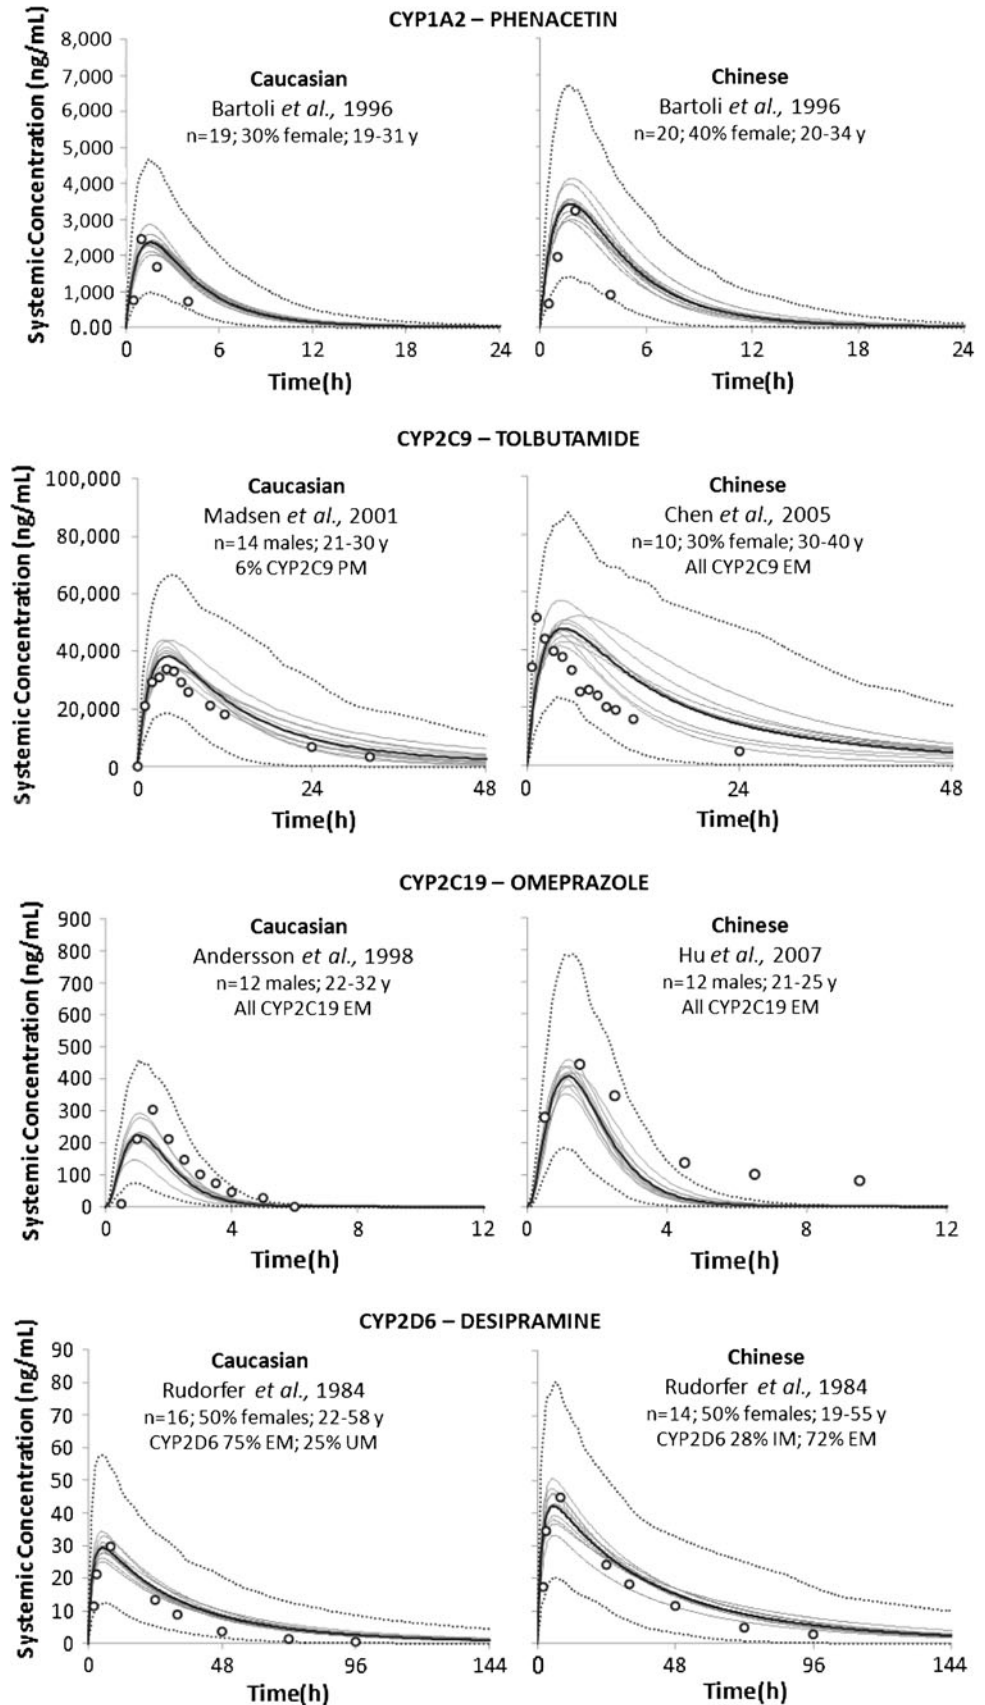 CYP1A2 – PHENACETIN
Systemic Concentration (ng/mL)
8,000
7,000
6,000
5,000
4,000
3,000
2,000
1,000
0.00
Caucasian
Bartoli et al., 1996
n=19; 30% female; 19-31 y
0 6 12 18 24
Time(h)
Chinese
Bartoli et al., 1996
n=20; 40% female; 20-34 y
0 6 12 18 24
Time(h)
CYP2C9 – TOLBUTAMIDE
Systemic Concentration (ng/mL)
100,000
80,000
60,000
40,000
20,000
0
Caucasian
Madsen et al., 2001
n=14 males; 21-30 y
6% CYP2C9 PM
0 24 48
Time(h)
Chinese
Chen et al., 2005
n=10; 30% female; 30-40 y
All CYP2C9 EM
0 24 48
Time(h)
CYP2C19 – OMEPRAZOLE
Systemic Concentration (ng/mL)
900
800
700
600
500
400
300
200
100
0
Caucasian
Andersson et al., 1998
n=12 males; 22-32 y
All CYP2C19 EM
0 4 8 12
Time(h)
Chinese
Hu et al., 2007
n=12 males; 21-25 y
All CYP2C19 EM
0 4 8 12
Time(h)
CYP2D6 – DESIPRAMINE
Systemic Concentration (ng/mL)
90
80
70
60
50
40
30
20
10
0
Caucasian
Rudorfer et al., 1984
n=16; 50% females; 22-58 y
CYP2D6 75% EM; 25% UM
0 48 96 144
Time(h)
Chinese
Rudorfer et al., 1984
n=14; 50% females; 19-55 y
CYP2D6 28% IM; 72% EM
0 48 96 144
Time(h)